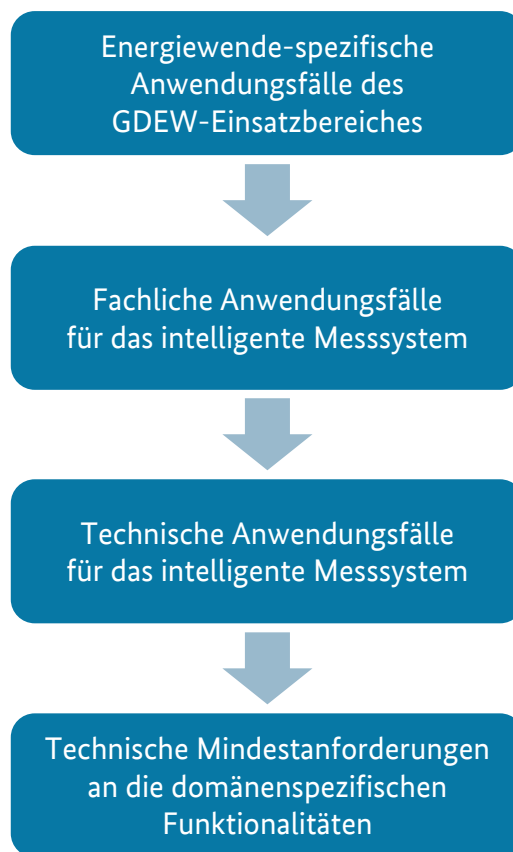 Energiewende-spezifische
Anwendungsfälle des
GDEW-Einsatzbereiches
Fachliche Anwendungsfälle
für das intelligente Messsystem
Technische Anwendungsfälle
für das intelligente Messsystem
Technische Mindestanforderungen
an die domänenspezifischen
Funktionalitäten